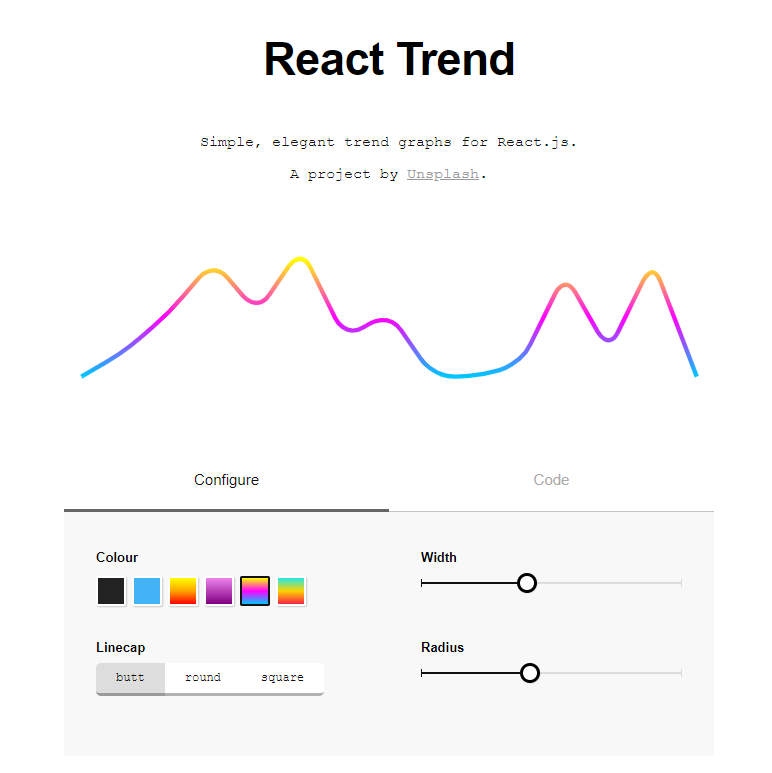 React Trend
Simple, elegant trend graphs for React.js.
A project by Unsplash.
Configure
Code
Colour
Width
Linecap
Radius
butt round square